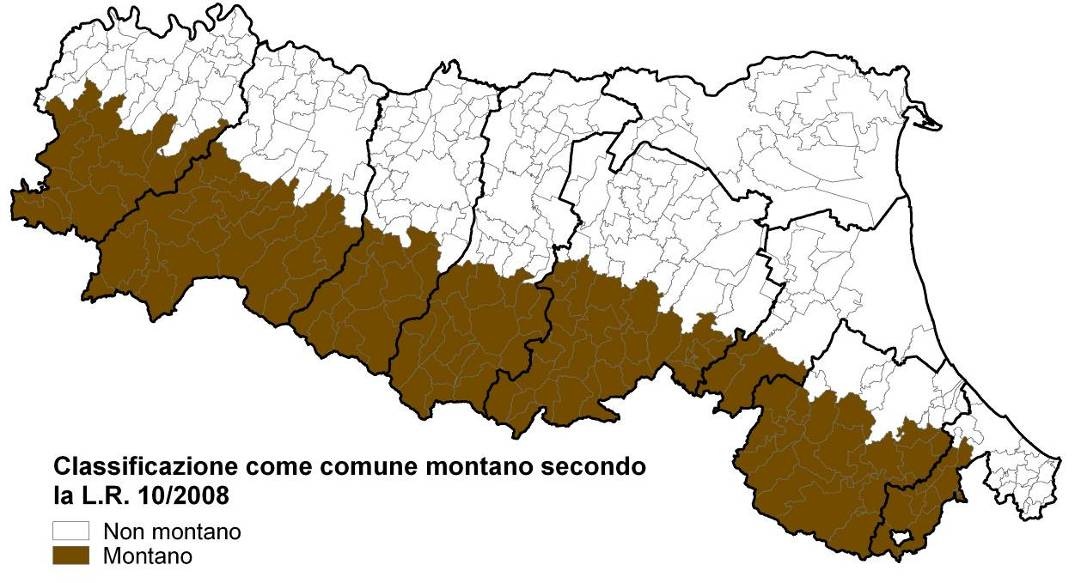 Classificazione come comune montano secondo
la L.R. 10/2008
Non montano
Montano